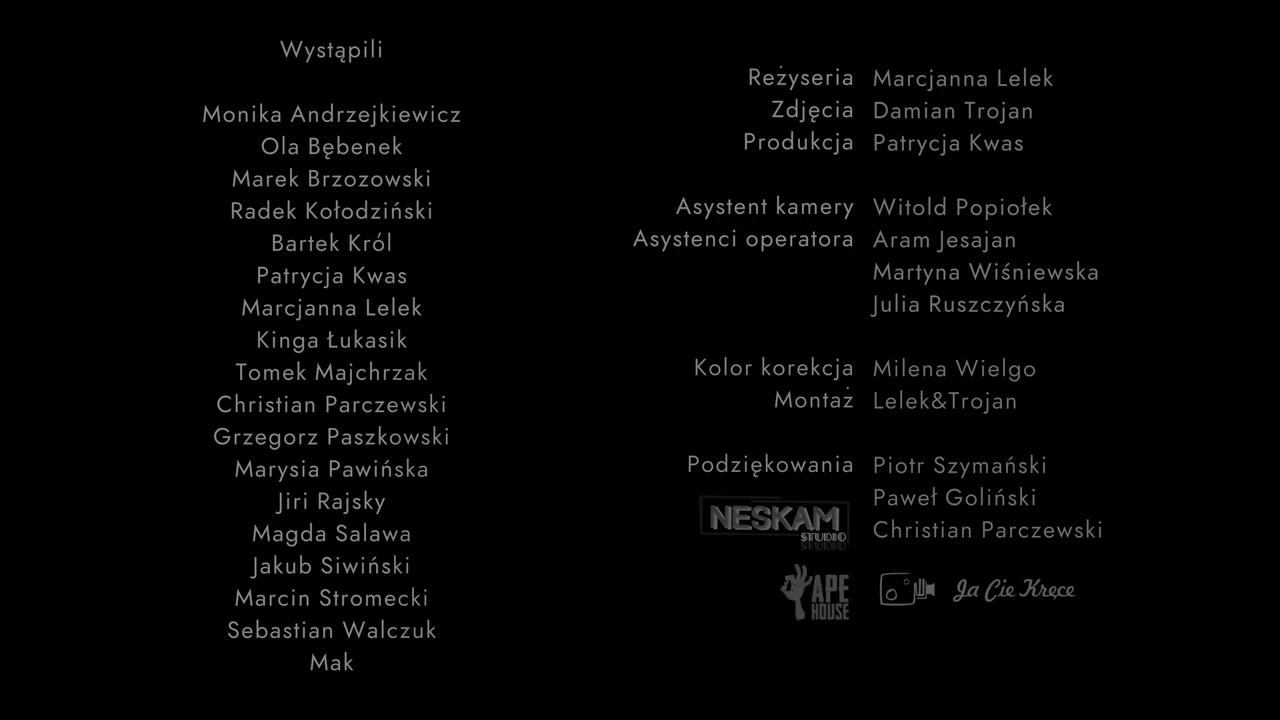 Wystąpili
Monika Andrzejkiewicz
Ola Bębenek
Marek Brzozowski
Radek Kołodziński
Bartek Król
Patrycja Kwas
Marcjanna Lelek
Kinga Łukasik
Tomek Majchrzak
Christian Parczewski
Grzegorz Paszkowski
Marysia Pawińska
Jiri Rajsky
Magda Salawa
Jakub Siwiński
Marcin Stromecki
Sebastian Walczuk
Mak
Reżyseria Marcjanna Lelek
Zdjęcia Damian Trojan
Produkcja Patrycja Kwas
Asystent kamery Witold Popiołek
Asystenci operatora Aram Jesajan
Martyna Wiśniewska
Julia Ruszczyńska
Kolor korekcja Milena Wielgo
Montaż Lelek&Trojan
Podziękowania Piotr Szymański
Paweł Goliński
Christian Parczewski
NESKAM
STUDIO
STUDIO
APE
HOUSE
Ja Cie Kręce